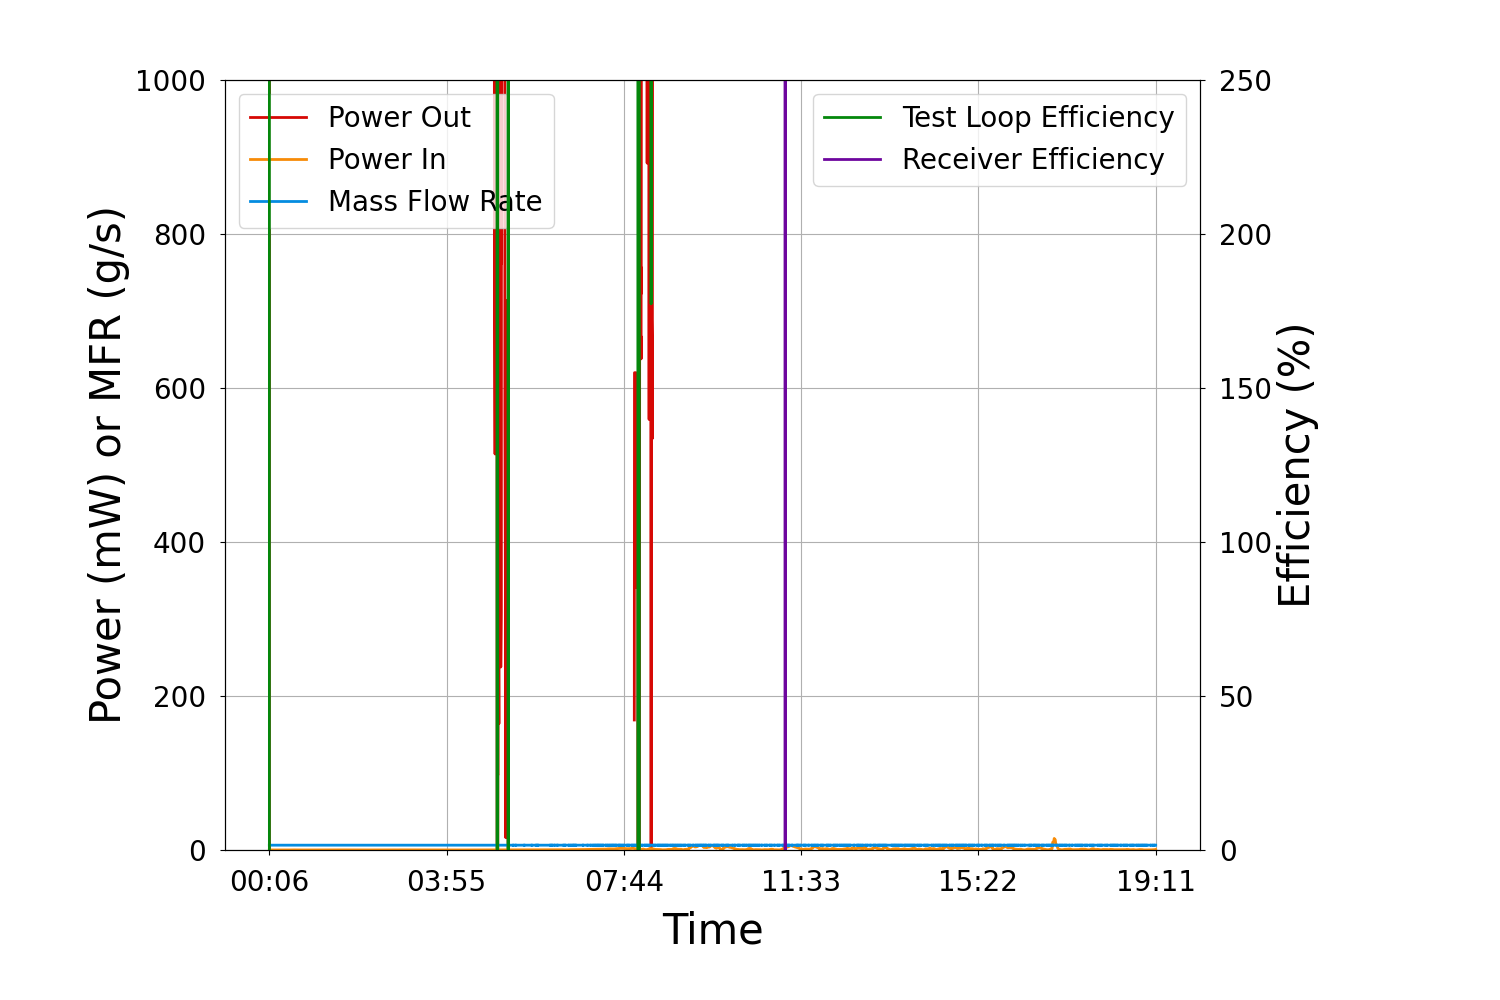 1000
800
600
400
200
0
Power (mW) or MFR (g/s)
Power Out
Power In
Mass Flow Rate
Test Loop Efficiency
Receiver Efficiency
250
200
150
100
50
0
Efficiency (%)
00:06 03:55 07:44 11:33 15:22 19:11
Time